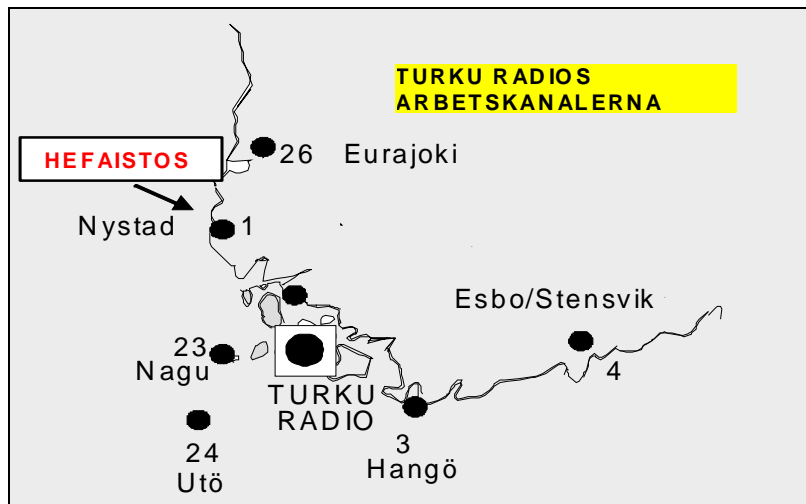 TURKU RADIOS
ARBETSKANALERNA
HEFAISTOS
26 Eurajoki
Nystad 1
Esbo/Stensvik
23
Nagu
4
TURKU
RADIO
24
Utö
3
Hangö